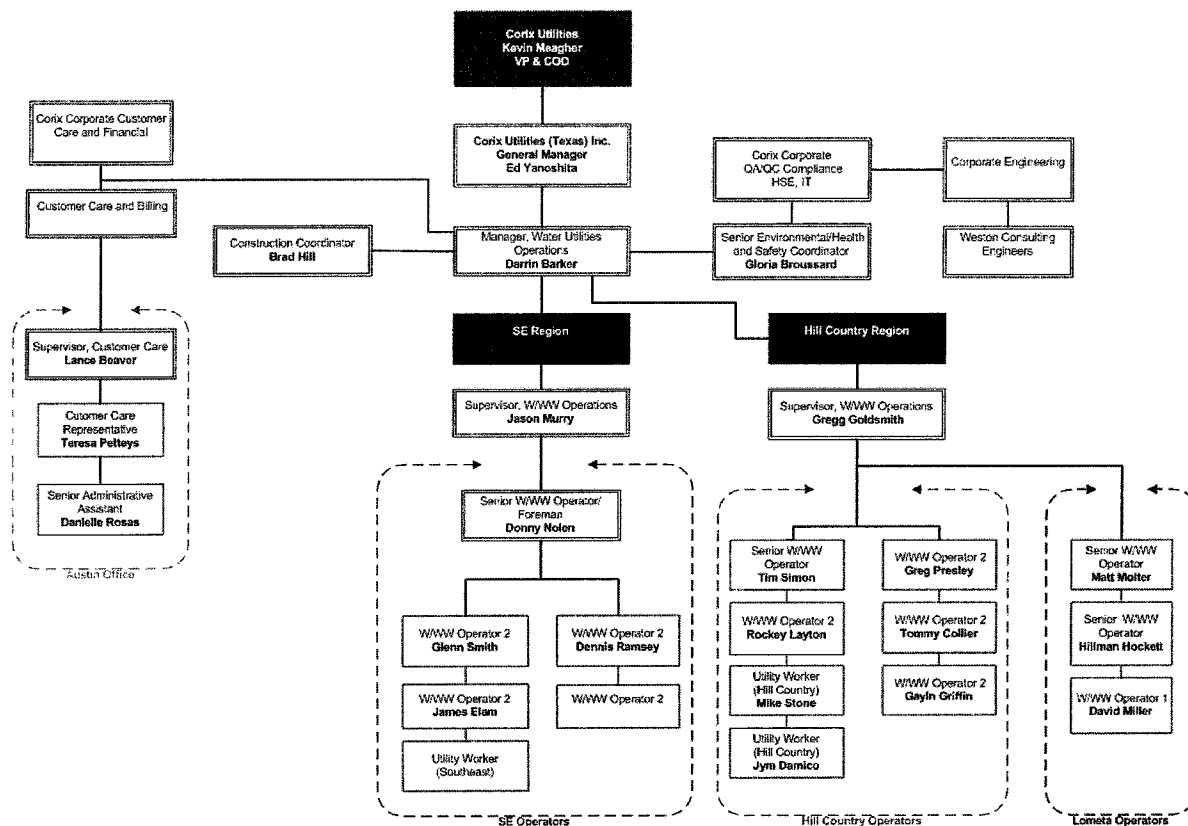 Corix Utilities
Kevin Meagher
VP & COO
Corix Corporate Customer
Care and Financial
Corix Utilities (Texas) Inc.
General Manager
Ed Yanoshita
Corix Corporate
QA/QC Compliance
HSE, IT
Corporate Engineering
Customer Care and Billing
Construction Coordinator
Brad Hill
Manager, Water Utilities
Operations
Darrin Barker
Senior Environmental/Health
and Safety Coordinator
Gloria Broussard
Weston Consulting
Engineers
SE Region
Hill Country Region
Supervisor, Customer Care
Lance Beaver
Cutomer Care
Representative
Teresa Petteys
Senior Administrative
Assistant
Danielle Rosas
Austin Office
Supervisor, W/WW Operations
Jason Murry
Supervisor, W/WW Operations
Gregg Goldsmith
Senior W/WW Operator/
Foreman
Donny Nolen
W/WW Operator 2
Glenn Smith
W/WW Operator 2
Dennis Ramsey
W/WW Operator 2
James Elam
W/WW Operator 2
Utility Worker
(Southeast)
SE Operators
Senior W/WW
Operator
Tim Simon
W/WW Operator 2
Greg Presley
W/WW Operator 2
Rockey Layton
W/WW Operator 2
Tommy Collier
Utility Worker
(Hill Country)
Mike Stone
W/WW Operator 2
Gayln Griffin
Utility Worker
(Hill Country)
Jym Damico
Hill Country Operators
Senior W/WW
Operator
Matt Molter
Senior W/WW
Operator
Hillman Hockett
W/WW Operator 1
David Miller
Lometa Operators